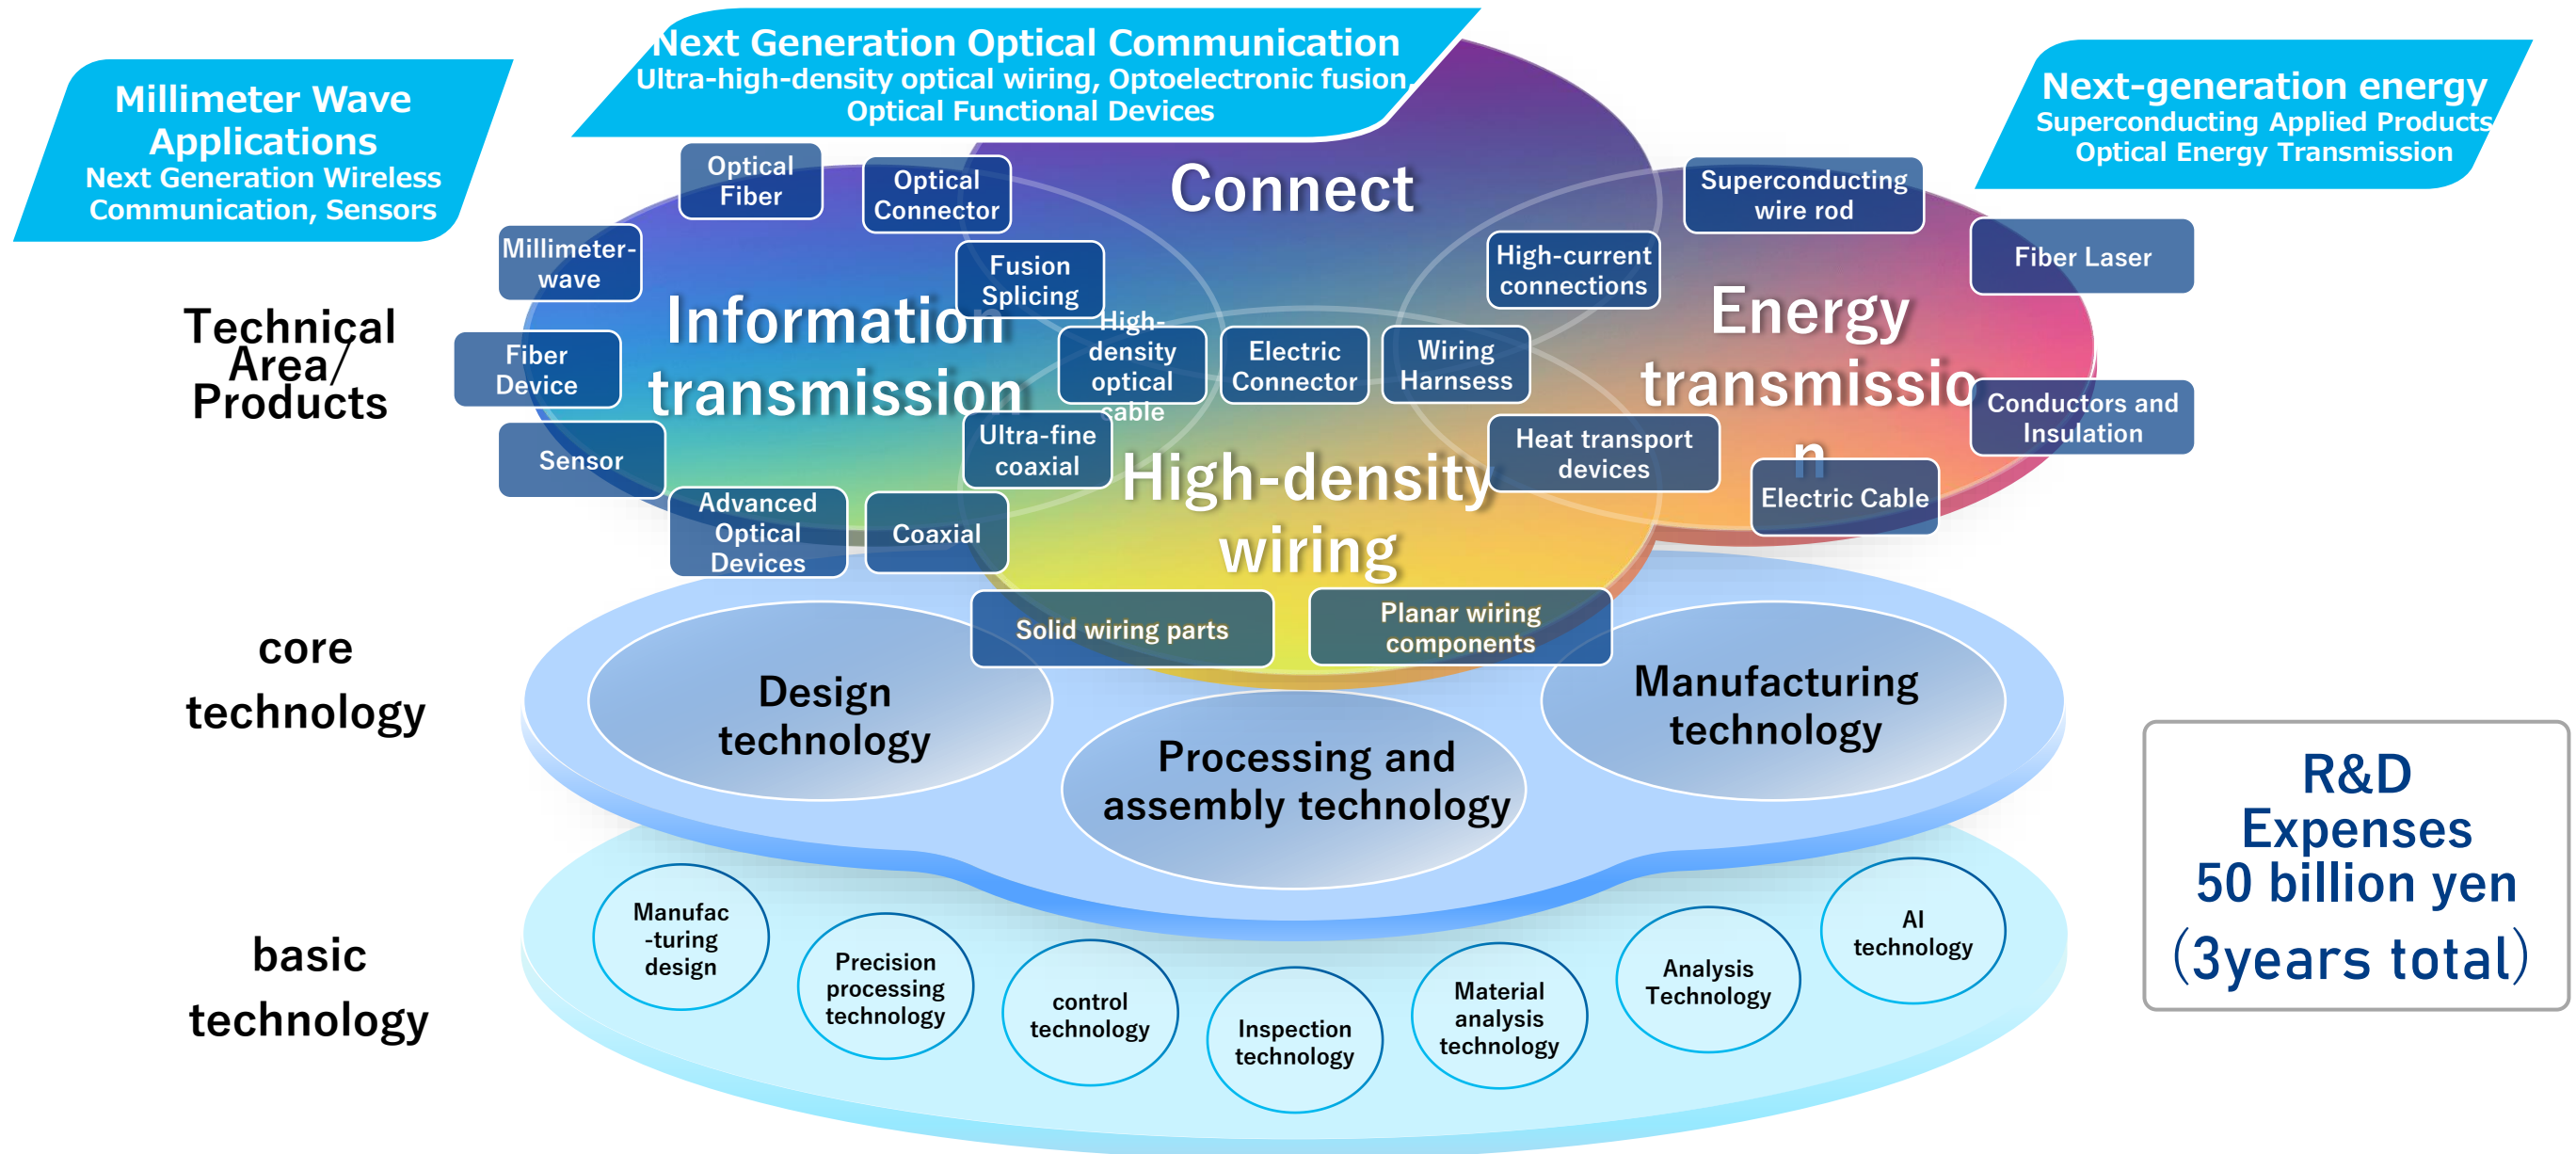 Next Generation Optical Communication
Ultra-high-density optical wiring, Optoelectronic fusion,
Optical Functional Devices
Millimeter Wave
Applications
Next Generation Wireless
Communication, Sensors
Next-generation energy
Superconducting Applied Products
Optical Energy Transmission
Connect
Optical
Fiber
Optical
Connector
Superconducting
wire rod
Millimeter-
wave
Fusion
Splicing
High-current
connections
Fiber Laser
Technical
Area/
Products
Information
transmission
Energy
transmissio
n
Fiber
Device
High-
density
optical
cable
Electric
Connector
Wiring
Harnsess
Conductors and
Insulation
Sensor
Ultra-fine
coaxial
High-density
wiring
Heat transport
devices
Electric Cable
Advanced
Optical
Devices
Coaxial
Solid wiring parts
Planar wiring
components
core
technology
Design
technology
Processing and
assembly technology
Manufacturing
technology
R&D
Expenses
50 billion yen
(3years total)
basic
technology
Manufac
-turing
design
Precision
processing
technology
control
technology
Inspection
technology
Material
analysis
technology
Analysis
Technology
AI
technology